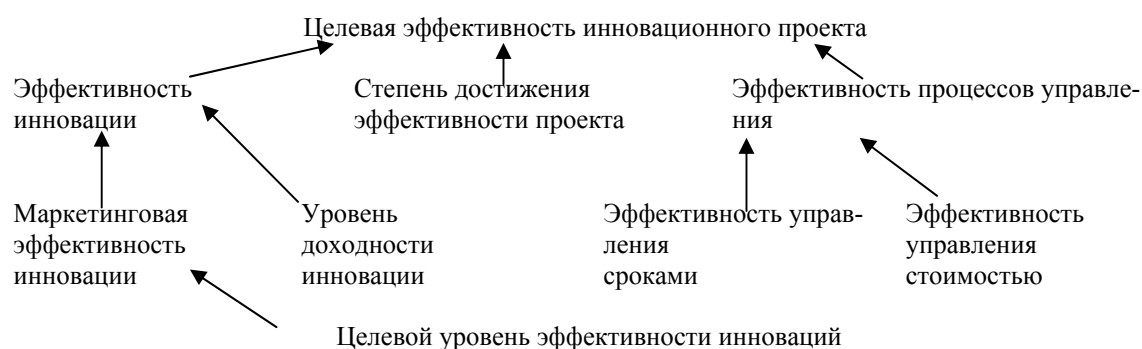 Целевая эффективность инновационного проекта
Эффективность
инновации
Степень достижения
эффективности проекта
Эффективность процессов управле-
ния
Маркетинговая
эффективность
инновации
Уровень
доходности
инновации
Эффективность управ-
ления
сроками
Эффективность
управления
стоимостью
Целевой уровень эффективности инноваций